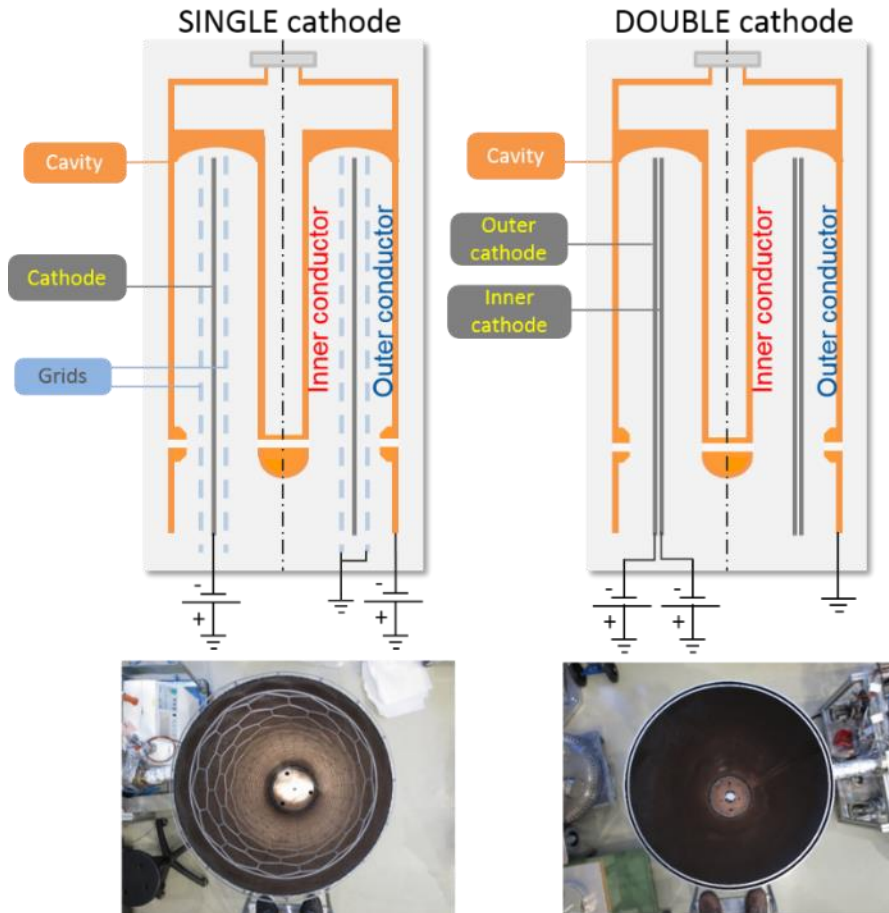 SINGLE cathode
DOUBLE cathode
Cavity
Cathode
Grids
Inner conductor
Outer conductor
Cavity
Outer
cathode
Inner
cathode
Inner conductor
Outer conductor
-
+
-
+
-
+
-
+